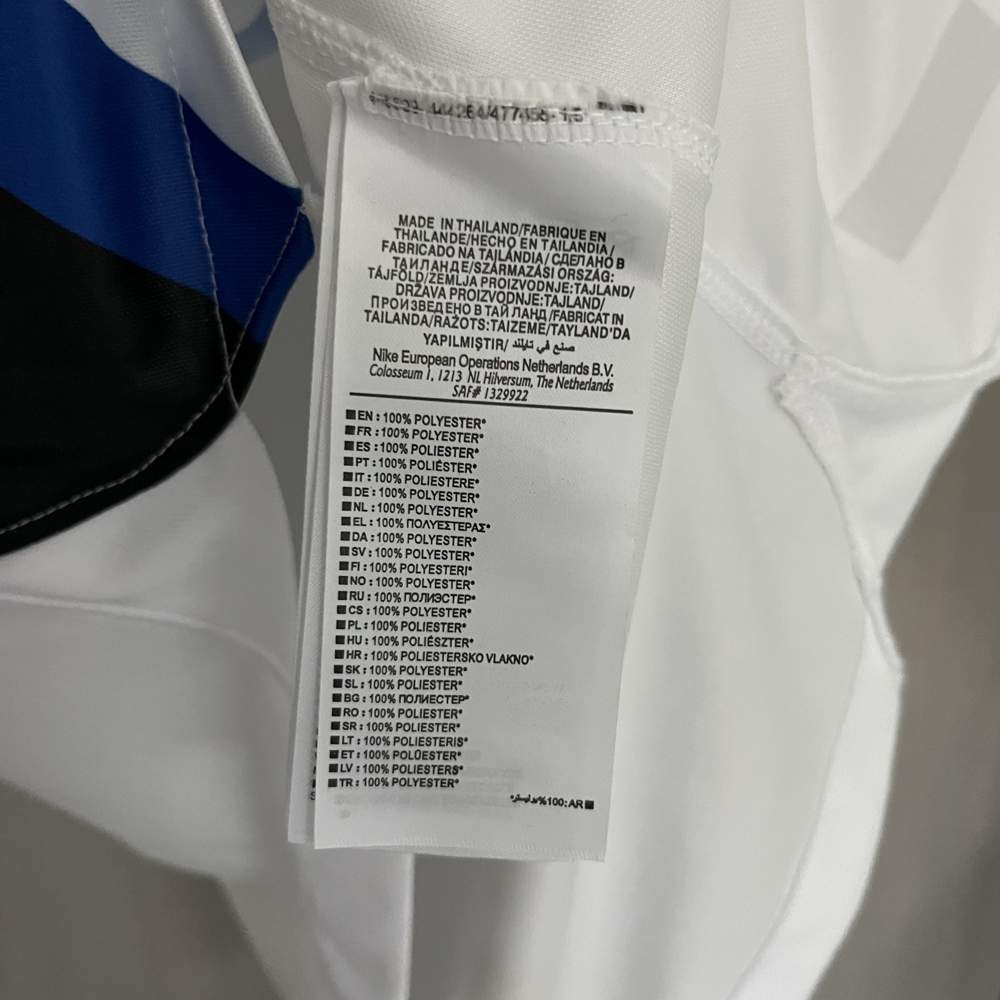 444264/477455-1,6
MADE IN THAILAND/FABRIQUE EN
THAILANDE/HECHO EN TAILANDIA/
FABRICADO NA TAILÂNDIA / СДЕЛАНО В
ТАИЛАНДЕ/SZÁRMAZÁSI ORSZÁG:
TÁJFÖLD/ZEMLJA PROIZVODNJE:TAJLAND/
DRŽAVA PROIZVODNJE:TAJLAND/
ПРОИЗВЕДЕНО В ТАЙ ЛАНД /FABRICAT IN
TAILANDA/RAŽOTS:TAIZEME/TAYLAND'DA
YAPILMIŞTIR/ صنع في تايلند
Nike European Operations Netherlands B.V.
Colosseum 1, 1213 NL Hilversum, The Netherlands
SAF# 1329922
EN : 100% POLYESTER*
FR : 100% POLYESTER*
ES : 100% POLIESTER*
PT : 100% POLIÉSTER*
IT : 100% POLIESTERE*
DE : 100% POLYESTER*
NL : 100% POLYESTER*
EL : 100% ΠΟΛΥΕΣΤΕΡΑΣ*
DA : 100% POLYESTER*
SV : 100% POLYESTER*
FI : 100% POLYESTERI*
NO : 100% POLYESTER*
RU : 100% ПОЛИЭСТЕР*
CS : 100% POLYESTER*
PL : 100% POLIESTER*
HU : 100% POLIÉSZTER*
HR : 100% POLIESTERSKO VLAKNO*
SK : 100% POLYESTER*
SL : 100% POLIESTER*
BG : 100% ПОЛИЕСТЕР*
RO : 100% POLIESTER*
SR : 100% POLIESTER*
LT : 100% POLIESTERIS*
ET : 100% POLÜESTER*
LV : 100% POLIESTERS*
TR : 100% POLYESTER*
AR :100% بوليستر*